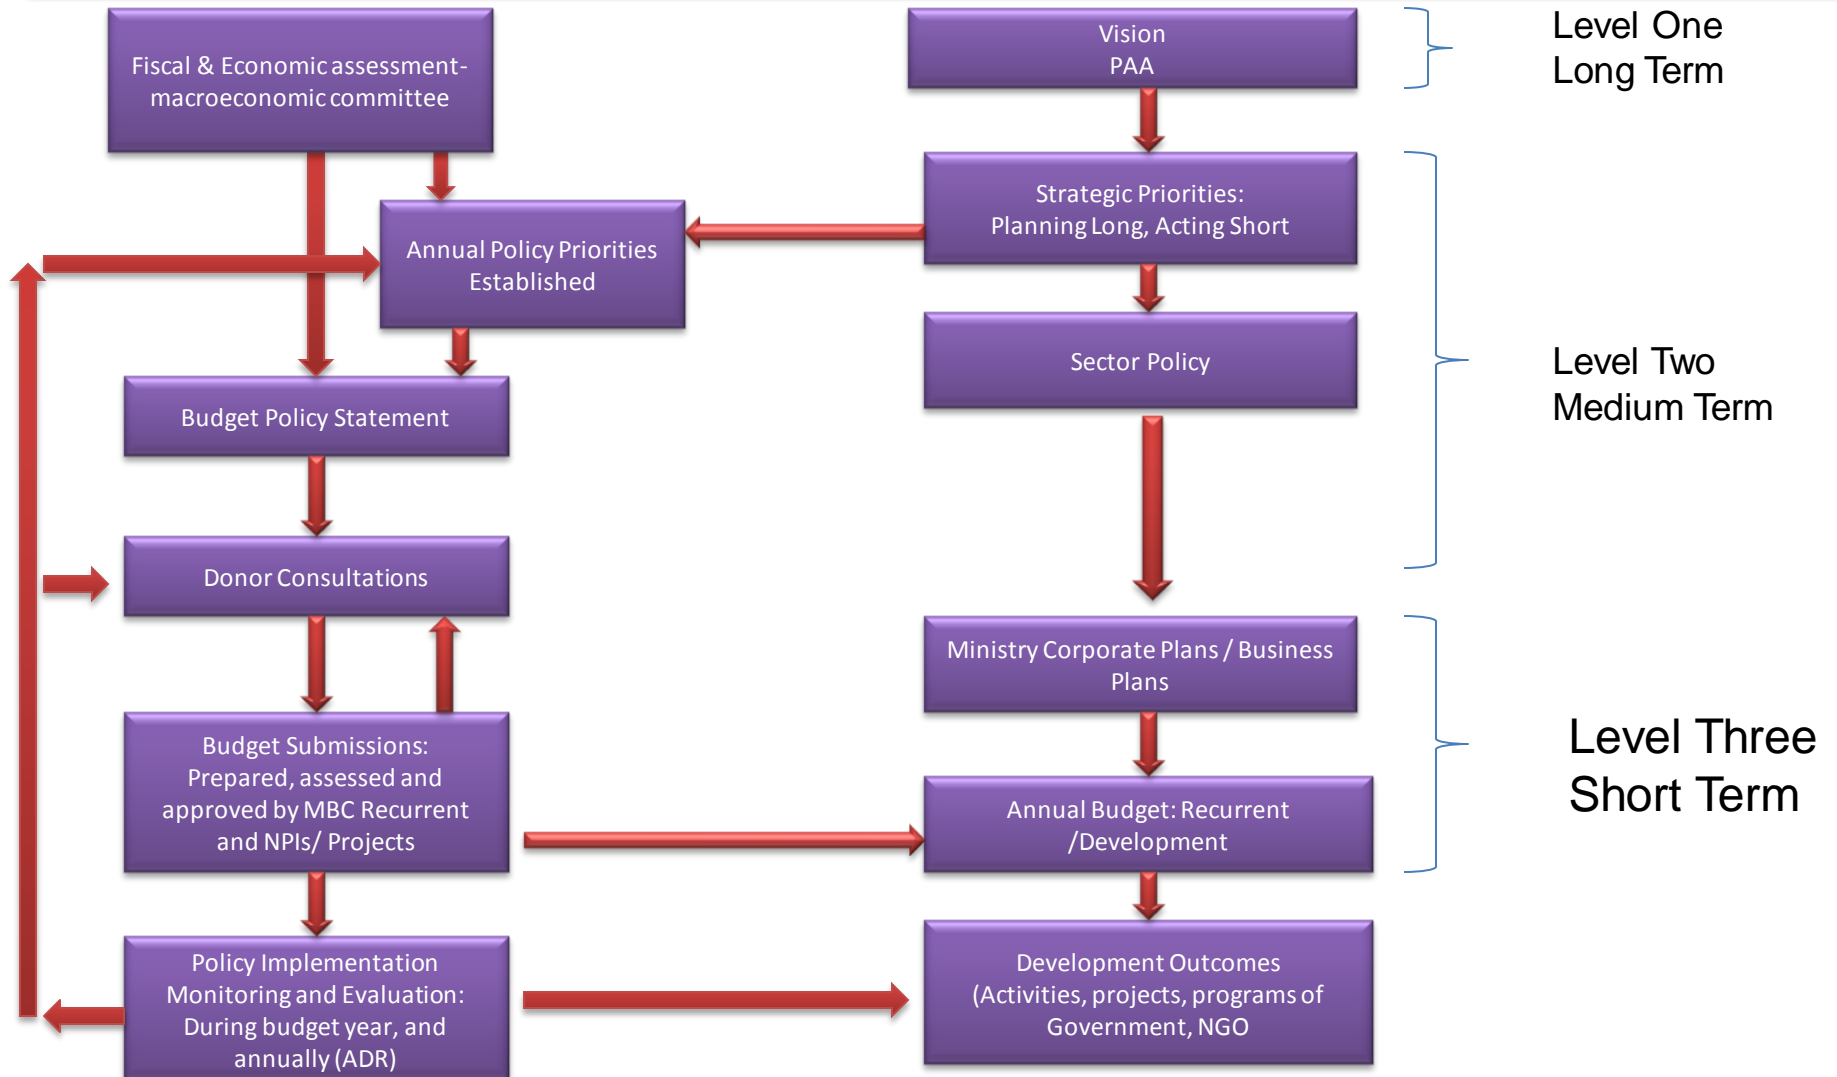 Fiscal & Economic assessment-
macroeconomic committee
Vision
PAA
Level One
Long Term
Strategic Priorities:
Planning Long, Acting Short
Annual Policy Priorities
Established
Sector Policy
Level Two
Medium Term
Budget Policy Statement
Donor Consultations
Ministry Corporate Plans / Business
Plans
Budget Submissions:
Prepared, assessed and
approved by MBC Recurrent
and NPIs/ Projects
Annual Budget: Recurrent
/Development
Level Three
Short Term
Policy Implementation
Monitoring and Evaluation:
During budget year, and
annually (ADR)
Development Outcomes
(Activities, projects, programs of
Government, NGO